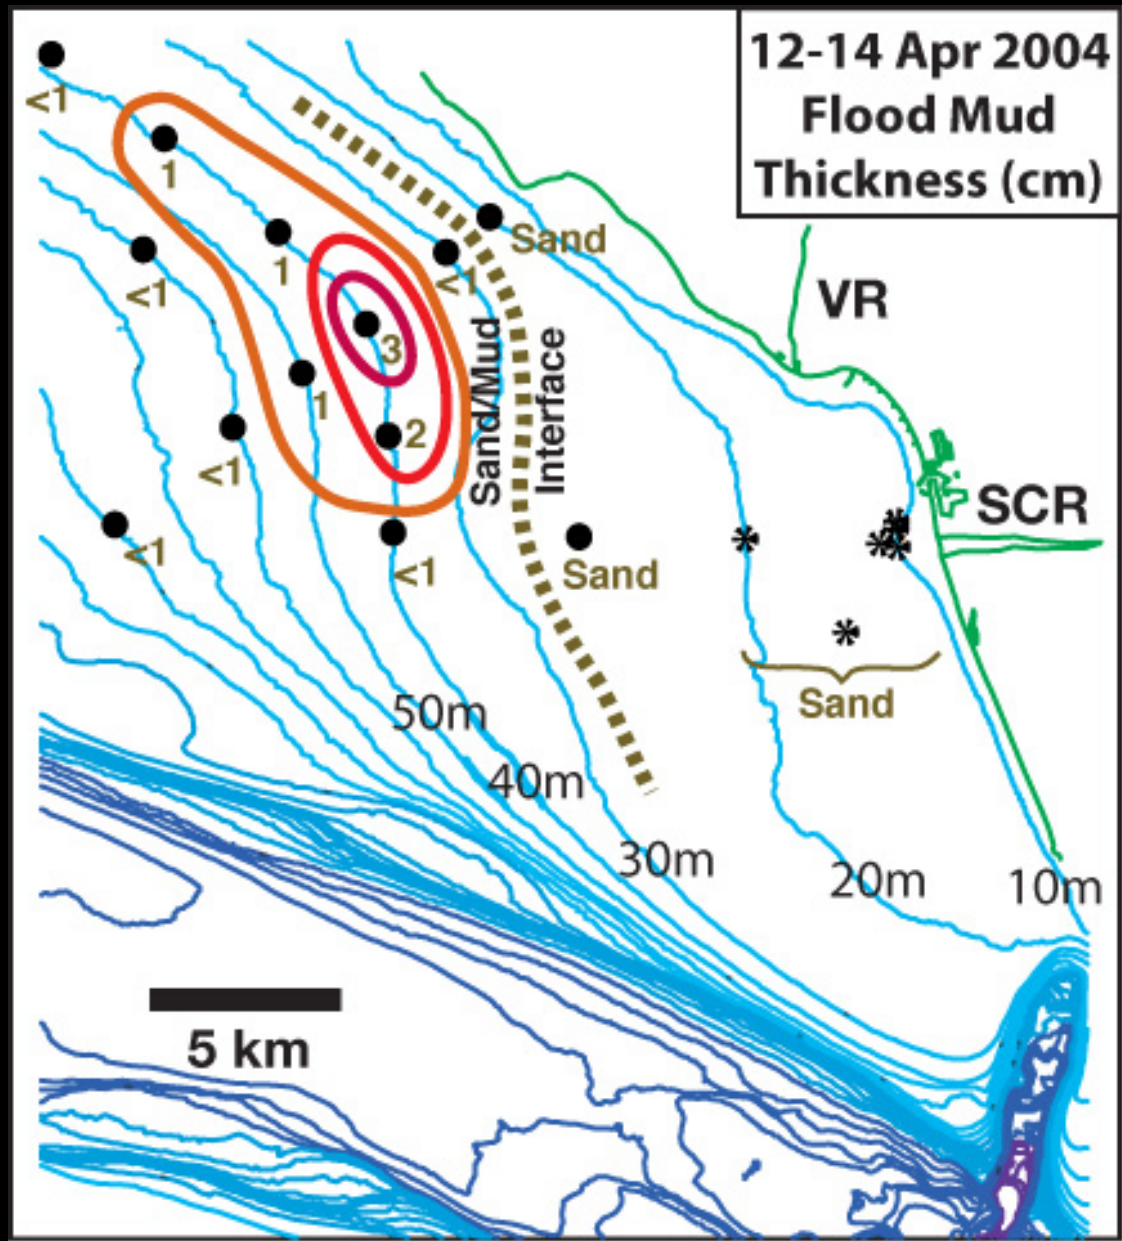 12-14 Apr 2004
Flood Mud
Thickness (cm)
<1
1
Sand
<1
1
<1
VR
3
Sand/Mud
Interface
1
2
<1
SCR
<1
<1
Sand
Sand
50m
40m
30m
20m
10m
5 km